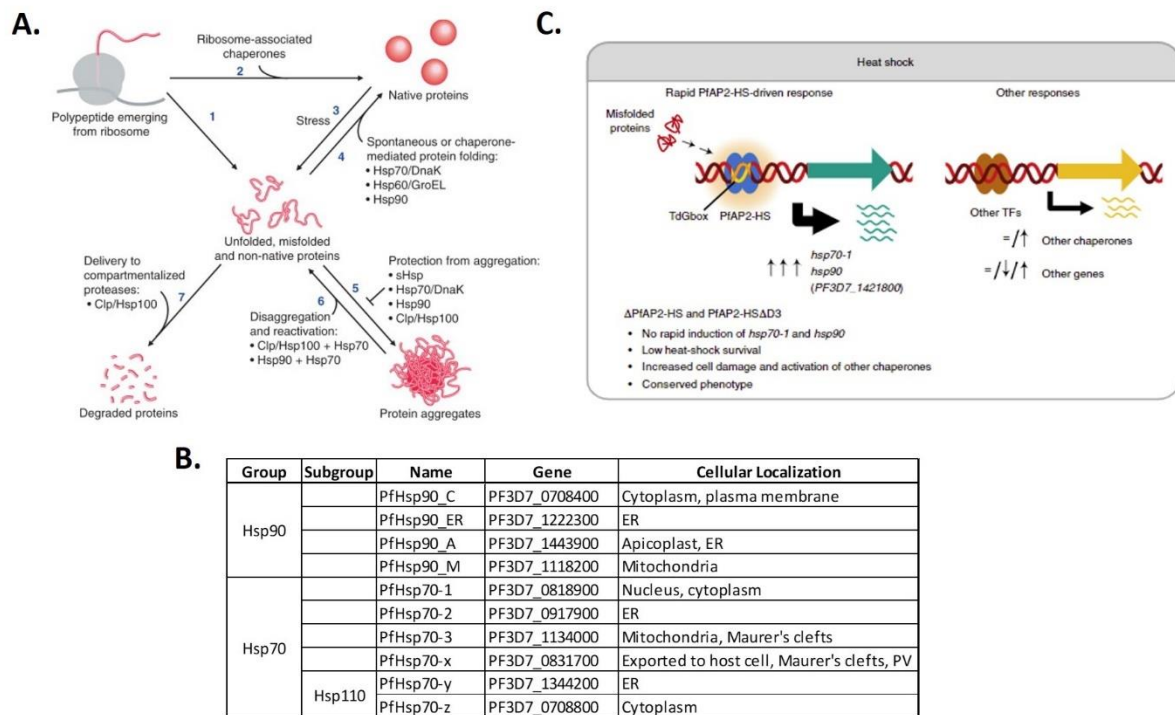 A.
Ribosome-associated
chaperones
2
Polypeptide emerging
from ribosome
Native proteins
1
Stress
3
4
Spontaneous or chaperone-
mediated protein folding:
• Hsp70/DnaK
• Hsp60/GroEL
• Hsp90
Unfolded, misfolded
and non-native proteins
Delivery to
compartmentalized
proteases:
• Clp/Hsp100
7
Protection from aggregation:
• sHsp
• Hsp70/DnaK
• Hsp90
• Clp/Hsp100
5
6
Disaggregation
and reactivation:
• Clp/Hsp100 + Hsp70
• Hsp90 + Hsp70
Degraded proteins
Protein aggregates
C.
Heat shock
Rapid PfAP2-HS-driven response
Other responses
Misfolded
proteins
TdGbox
PfAP2-HS
Other TFs
↑ ↑ ↑
hsp70-1
hsp90
(PF3D7_1421800)
=/↑ Other chaperones
=/↓/↑ Other genes
ΔPfAP2-HS and PfAP2-HSΔD3
• No rapid induction of hsp70-1 and hsp90
• Low heat-shock survival
• Increased cell damage and activation of other chaperones
• Conserved phenotype
B.
Group Subgroup Name Gene Cellular Localization
Hsp90
PfHsp90_C PF3D7_0708400 Cytoplasm, plasma membrane
PfHsp90_ER PF3D7_1222300 ER
PfHsp90_A PF3D7_1443900 Apicoplast, ER
PfHsp90_M PF3D7_1118200 Mitochondria
Hsp70
PfHsp70-1 PF3D7_0818900 Nucleus, cytoplasm
PfHsp70-2 PF3D7_0917900 ER
PfHsp70-3 PF3D7_1134000 Mitochondria, Maurer's clefts
PfHsp70-x PF3D7_0831700 Exported to host cell, Maurer's clefts, PV
Hsp110
PfHsp70-y PF3D7_1344200 ER
PfHsp70-z PF3D7_0708800 Cytoplasm